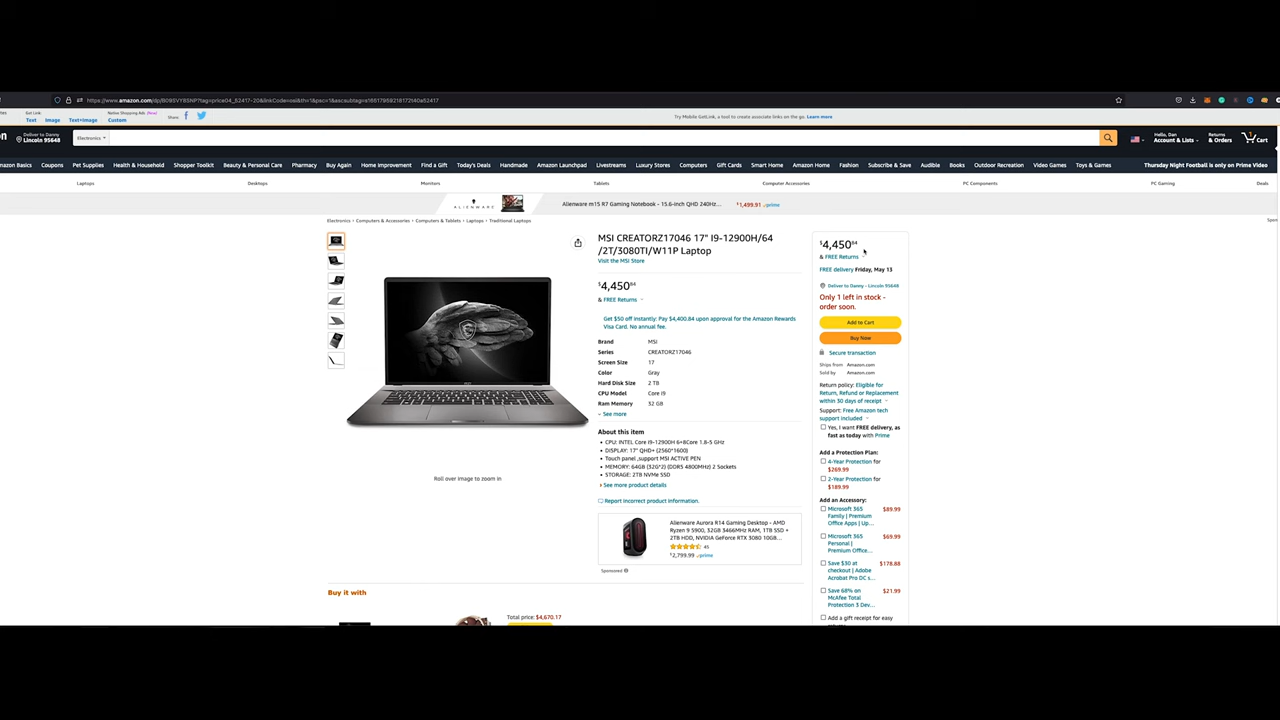 https://www.amazon.com/dp/B09SVY8SNP?tag=price04_62417-20&linkCode=osi&th=1&psc=1&ascsubtag=s1651795921817214Oe52417
Get Link
Text Image Text+Image
Native Shopping Ads (New)
Custom
Share
Try Mobile GetLink, a tool to create associate links on the go. Learn more
Deliver to Danny
Lincoln 95648
Electronics
Hello, Dan
Account & Lists
Returns
& Orders
1
Cart
Amazon Basics Coupons Pet Supplies Health & Household Shopper Toolkit Beauty & Personal Care Pharmacy Buy Again Home Improvement Find a Gift Today's Deals Handmade Amazon Launchpad Livestreams Luxury Stores Computers Gift Cards Smart Home Amazon Home Fashion Subscribe & Save Audible Books Outdoor Recreation Video Games Toys & Games Thursday Night Football is only on Prime Video
Laptops Desktops Monitors Tablets Computer Accessories PC Components PC Gaming Deals
ALIENWARE
Alienware m15 R7 Gaming Notebook - 15.6-inch QHD 240Hz... $1,499.91 prime
Electronics › Computers & Accessories › Computers & Tablets › Laptops › Traditional Laptops
Roll over image to zoom in
MSI CREATORZ17046 17" I9-12900H/64
/2T/3080TI/W11P Laptop
Visit the MSI Store
$4,450.84
& FREE Returns
Get $50 off instantly: Pay $4,400.84 upon approval for the Amazon Rewards
Visa Card. No annual fee.
Brand MSI
Series CREATORZ17046
Screen Size 17
Color Gray
Hard Disk Size 2 TB
CPU Model Core i9
Ram Memory 32 GB
See more
About this item
• CPU: INTEL Core I9-12900H 6+8Core 1.8-5 GHz
• DISPLAY: 17" QHD+ (2560*1600)
• Touch panel ,support MSI ACTIVE PEN
• MEMORY: 64GB (32G*2) (DDR5 4800MHz) 2 Sockets
• STORAGE: 2TB NVMe SSD
› See more product details
Report incorrect product information.
Alienware Aurora R14 Gaming Desktop - AMD
Ryzen 9 5900, 32GB 3466MHz RAM, 1TB SSD +
2TB HDD, NVIDIA GeForce RTX 3080 10GB...
45
$2,799.99 prime
Sponsored
Buy it with
Total price: $4,670.17
$4,450.84
& FREE Returns
FREE delivery Friday, May 13
Deliver to Danny - Lincoln 95648
Only 1 left in stock -
order soon.
Add to Cart
Buy Now
Secure transaction
Ships from Amazon.com
Sold by Amazon.com
Return policy: Eligible for
Return, Refund or Replacement
within 30 days of receipt
Support: Free Amazon tech
support included
Yes, I want FREE delivery, as
fast as today with Prime
Add a Protection Plan:
4-Year Protection for
$269.99
2-Year Protection for
$189.99
Add an Accessory:
Microsoft 365 $89.99
Family | Premium
Office Apps | Up...
Microsoft 365 $69.99
Personal |
Premium Office...
Save $30 at $178.88
checkout | Adobe
Acrobat Pro DC s...
Save 68% on $21.99
McAfee Total
Protection 3 Dev...
Add a gift receipt for easy